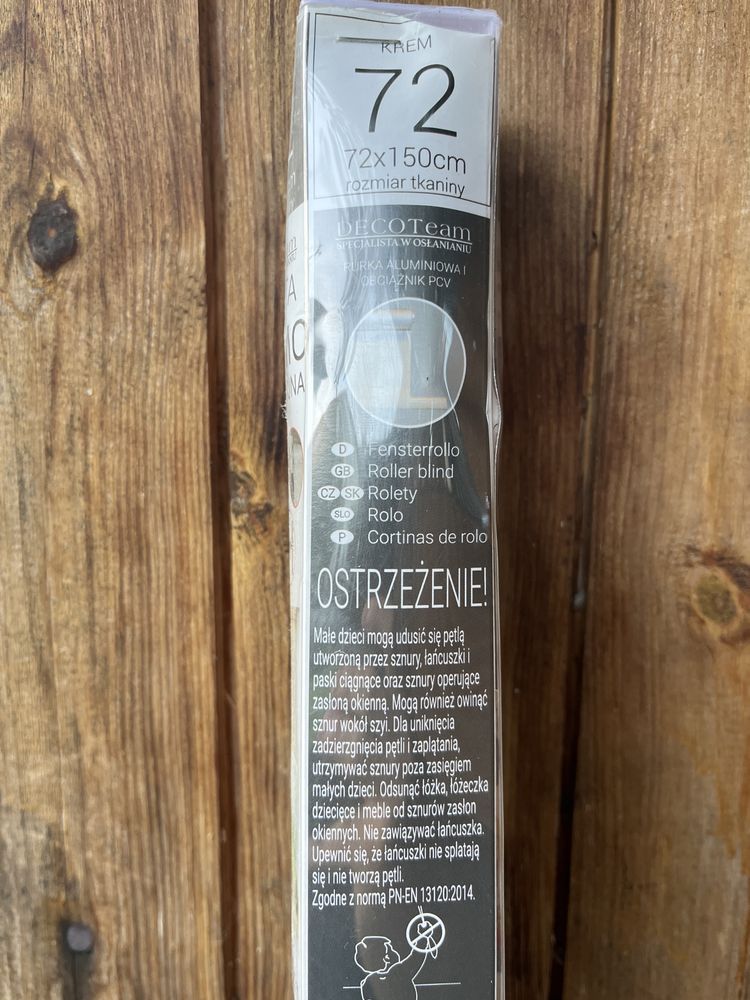 KREM
72
72x150cm
rozmiar tkaniny
DECOTeam
SPECJALISTA W OSŁANIANIU
RURKA ALUMINIOWA I
OBCIĄŻNIK PCV
D Fensterrollo
GB Roller blind
CZ SK Rolety
SLO Rolo
P Cortinas de rolo
OSTRZEŻENIE!
Małe dzieci mogą udusić się pętlą
utworzoną przez sznury, łańcuszki i
paski ciągnące oraz sznury operujące
zasłoną okienną. Mogą również owinąć
sznur wokół szyi. Dla uniknięcia
zadzierzgnięcia pętli i zaplątania,
utrzymywać sznury poza zasięgiem
małych dzieci. Odsunąć łóżka, łóżeczka
dziecięce i meble od sznurów zasłon
okiennych. Nie zawiązywać łańcuszka.
Upewnić się, że łańcuszki nie splatają
się i nie tworzą pętli.
Zgodne z normą PN-EN 13120:2014.